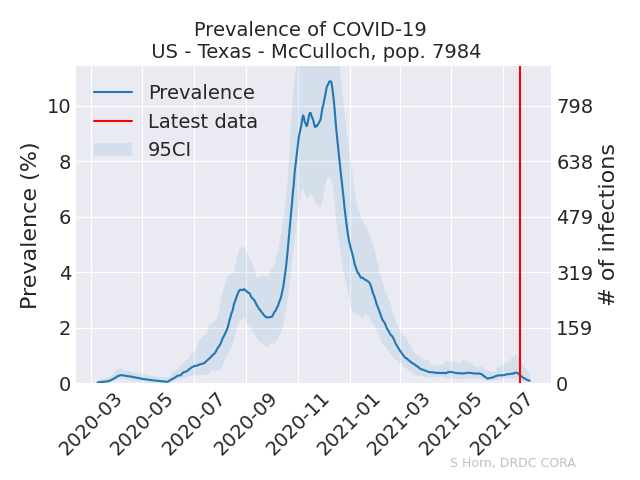 Prevalence of COVID-19
US - Texas - McCulloch, pop. 7984
Prevalence
Latest data
95CI
Prevalence (%)
10
8
6
4
2
0
798
638
479
319
159
0
# of infections
2020-03
2020-05
2020-07
2020-09
2020-11
2021-01
2021-03
2021-05
2021-07
S Horn, DRDC CORA